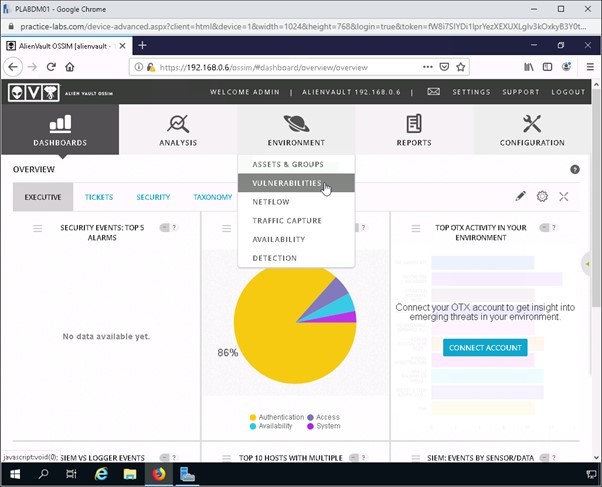 PLABDM01 - Google Chrome
practice-labs.com/device-advanced.aspx?client=html&device=1&width=1024&height=768&login=true&token=
AlienVault OSSIM [alienvault -
https://192.168.0.6/ossim/#dashboard/overview/overview
ALIEN VAULT OSSIM
WELCOME ADMIN | ALIENVAULT 192.168.0.6 | SETTINGS SUPPORT LOGOUT
DASHBOARDS ANALYSIS ENVIRONMENT REPORTS CONFIGURATION
OVERVIEW
ASSETS & GROUPS
VULNERABILITIES
NETFLOW
TRAFFIC CAPTURE
AVAILABILITY
DETECTION
EXECUTIVE TICKETS SECURITY TAXONOMY
SECURITY EVENTS: TOP 5
ALARMS
No data available yet.
86%
Authentication Access
Availability System
TOP OTX ACTIVITY IN YOUR
ENVIRONMENT
Connect your OTX account to get insight into
emerging threats in your environment.
CONNECT ACCOUNT
javascript:void(0);
SIEM VS LOGGER EVENTS TOP 10 HOSTS WITH MULTIPLE SIEM: EVENTS BY SENSOR/DATA